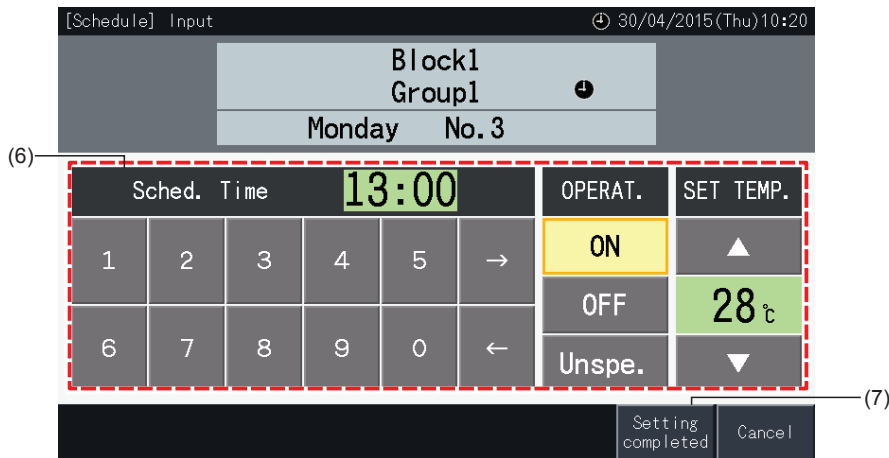 [Schedule] Input 30/04/2015(Thu)10:20
Block1
Group1
Monday No.3
(6)
Sched. Time 13:00 OPERAT. SET TEMP.
1 2 3 4 5 → ON ▲
OFF 28℃
6 7 8 9 0 ← Unspe. ▼
(7)
Setting completed Cancel